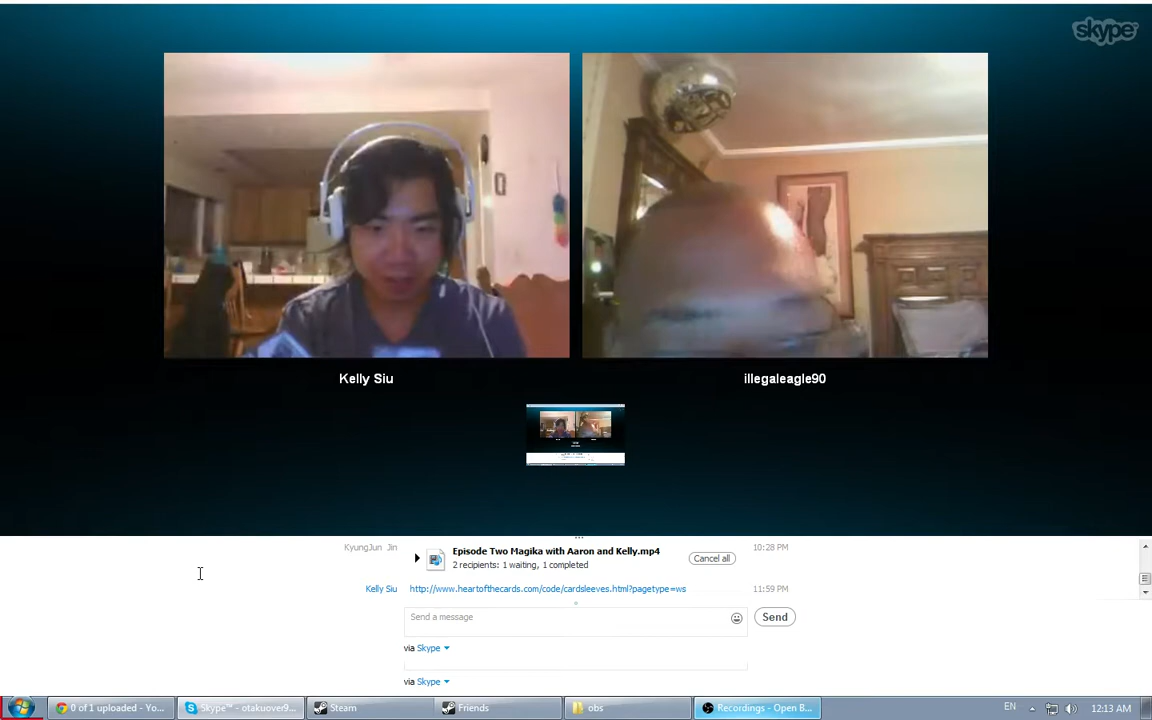 skype
Kelly Siu
illegaleagle90
KyungJun Jin
Episode Two Magika with Aaron and Kelly.mp4
2 recipients: 1 waiting, 1 completed
Cancel all
10:28 PM
Kelly Siu
http://www.heartofthecards.com/code/cardsleeves.html?pagetype=ws
11:59 PM
Send a message
Send
via Skype
via Skype
0 of 1 uploaded - Yo...
Skype™ - otakuover9...
Steam
Friends
obs
Recordings - Open B...
EN
12:13 AM